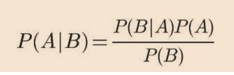 P(A|B) = P(B|A)P(A) / P(B)